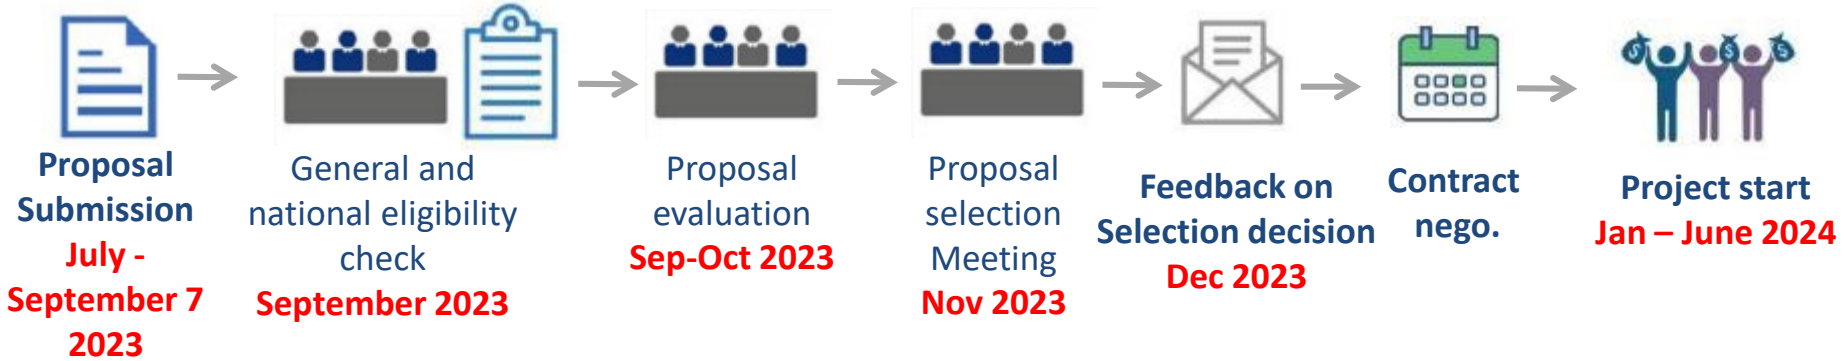 Proposal
Submission
July -
September 7
2023
General and
national eligibility
check
September 2023
Proposal
evaluation
Sep-Oct 2023
Proposal
selection
Meeting
Nov 2023
Feedback on
Selection decision
Dec 2023
Contract
nego.
$ $ $
Project start
Jan – June 2024